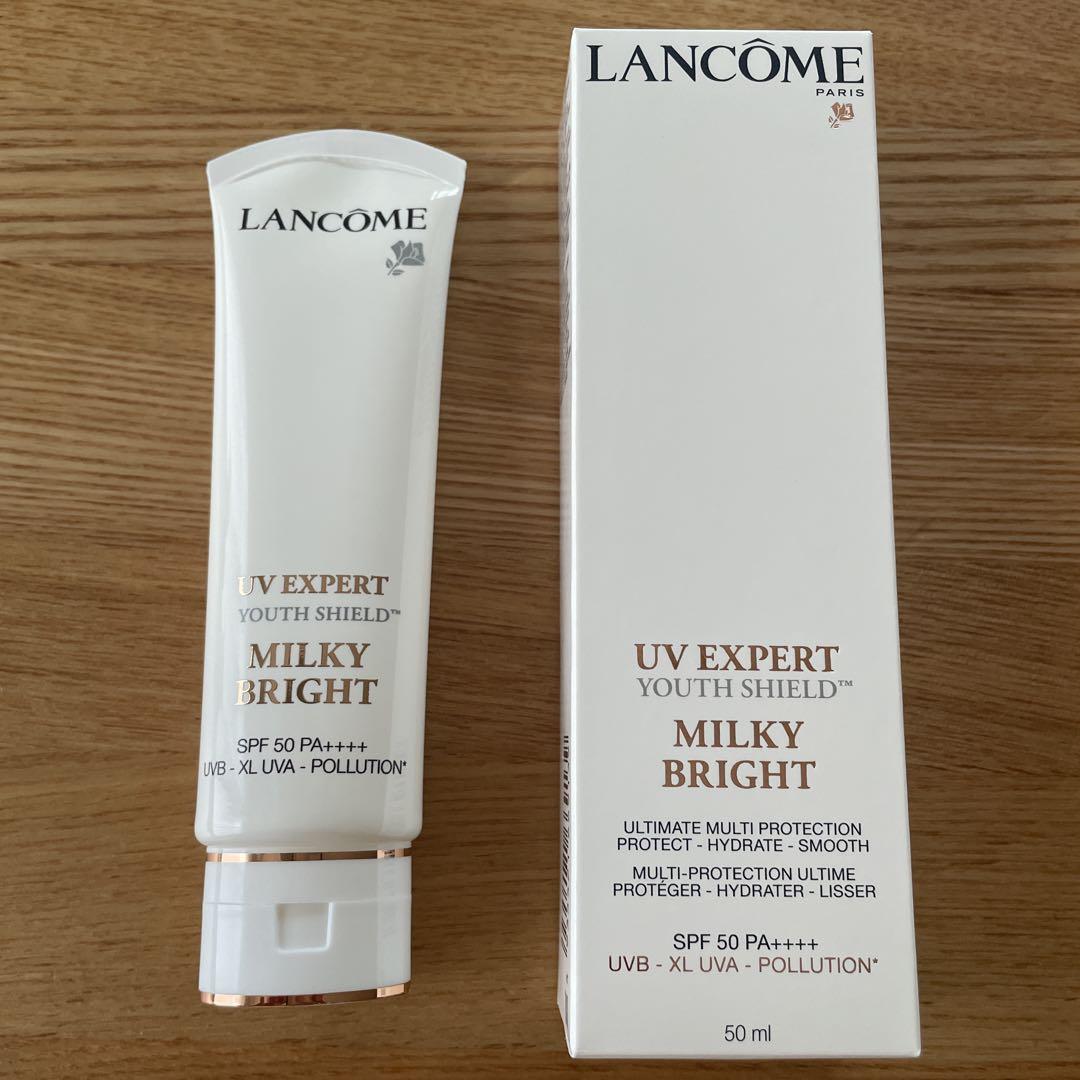 LANCÔME
UV EXPERT
YOUTH SHIELD™
MILKY
BRIGHT
SPF 50 PA++++
UVB - XL UVA - POLLUTION*
LANCÔME
PARIS
UV EXPERT
YOUTH SHIELD™
MILKY
BRIGHT
ULTIMATE MULTI PROTECTION
PROTECT - HYDRATE - SMOOTH
MULTI-PROTECTION ULTIME
PROTÉGER - HYDRATER - LISSER
SPF 50 PA++++
UVB - XL UVA - POLLUTION*
50 ml